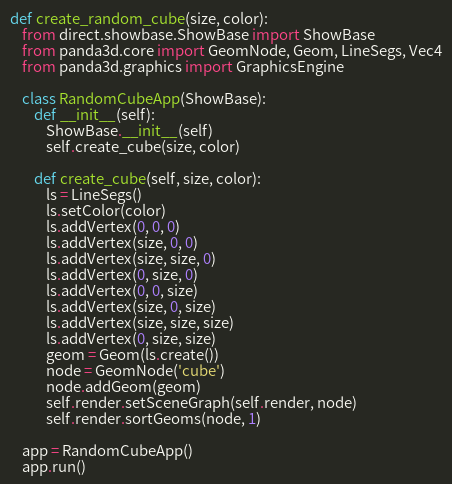 def create_random_cube(size, color):
    from direct.showbase.ShowBase import ShowBase
    from panda3d.core import GeomNode, Geom, LineSegs, Vec4
    from panda3d.graphics import GraphicsEngine

    class RandomCubeApp(ShowBase):
        def __init__(self):
            ShowBase.__init__(self)
            self.create_cube(size, color)

        def create_cube(self, size, color):
            ls = LineSegs()
            ls.setColor(color)
            ls.addVertex(0, 0, 0)
            ls.addVertex(size, 0, 0)
            ls.addVertex(size, size, 0)
            ls.addVertex(0, size, 0)
            ls.addVertex(0, 0, size)
            ls.addVertex(size, 0, size)
            ls.addVertex(size, size, size)
            ls.addVertex(0, size, size)
            geom = Geom(ls.create())
            node = GeomNode('cube')
            node.addGeom(geom)
            self.render.setSceneGraph(self.render, node)
            self.render.sortGeoms(node, 1)

    app = RandomCubeApp()
    app.run()